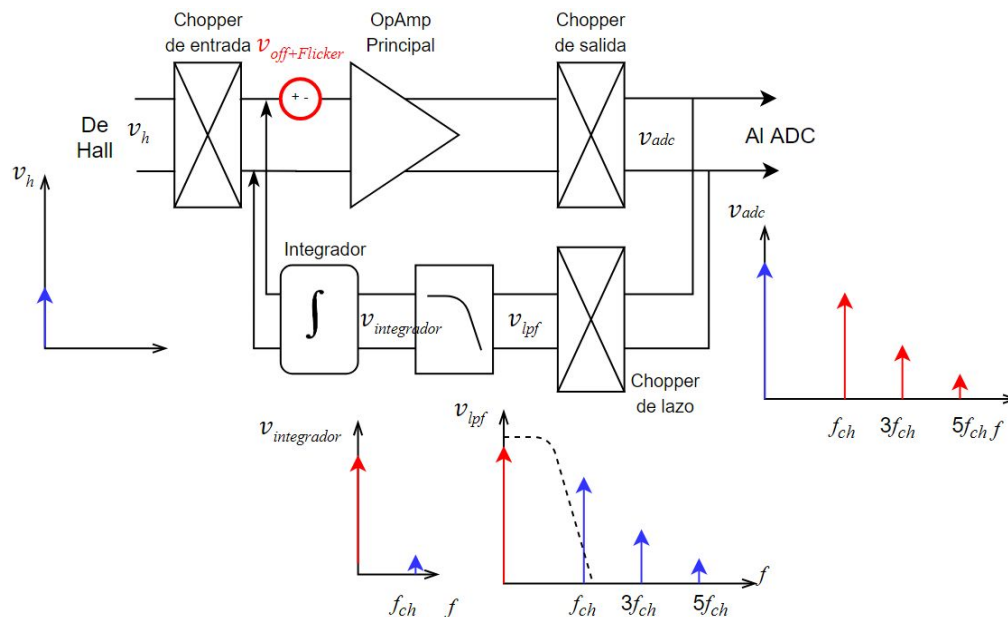 Chopper
de entrada
v_off+Flicker
OpAmp
Principal
Chopper
de salida
+ -
De
Hall
v_h
v_adc
Al ADC
v_h
v_adc
Integrador
∫
v_integrador
v_lpf
Chopper
de lazo
f_ch
3f_ch
5f_ch
f
v_integrador
v_lpf
f_ch
f
f_ch
3f_ch
5f_ch
f